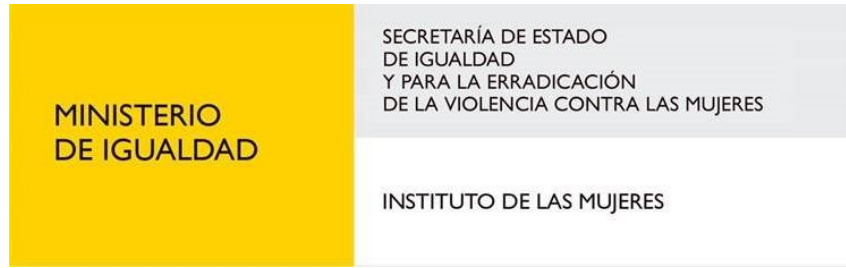 MINISTERIO
DE IGUALDAD
SECRETARÍA DE ESTADO
DE IGUALDAD
Y PARA LA ERRADICACIÓN
DE LA VIOLENCIA CONTRA LAS MUJERES
INSTITUTO DE LAS MUJERES